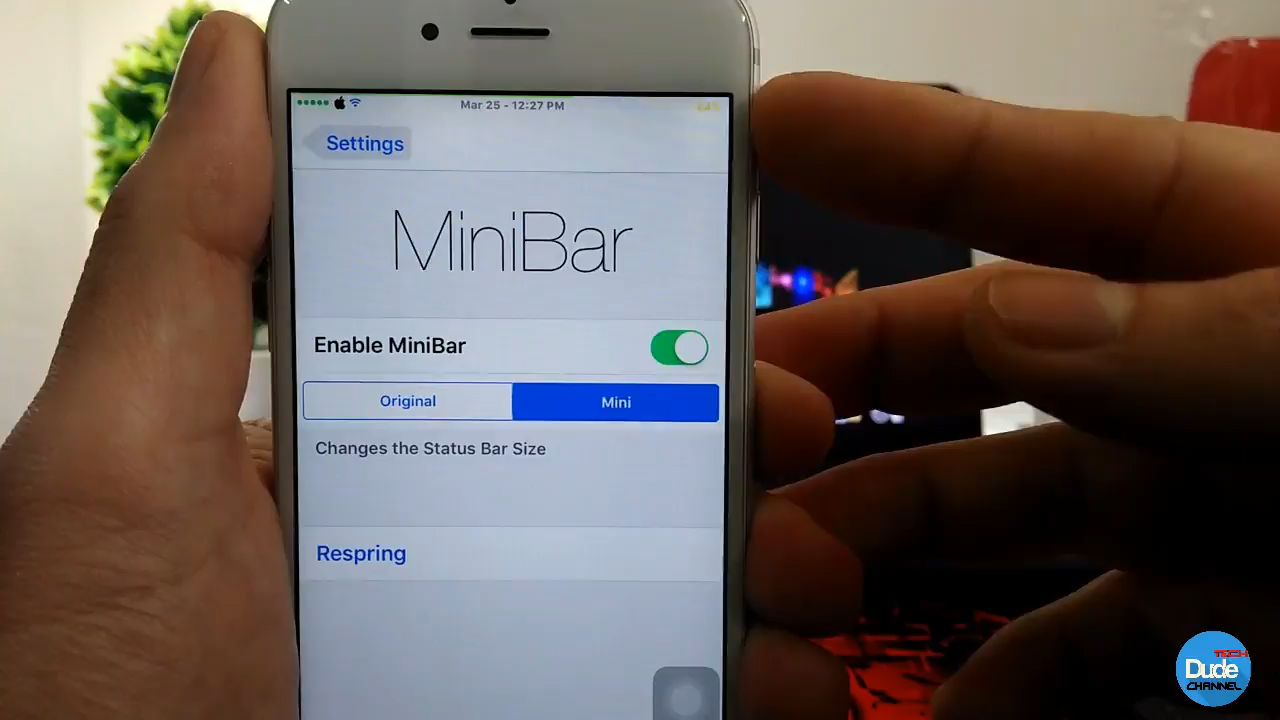 Mar 25 - 12:27 PM
Settings
MiniBar
Enable MiniBar
Original
Mini
Changes the Status Bar Size
Respring
TECH
Dude
CHANNEL